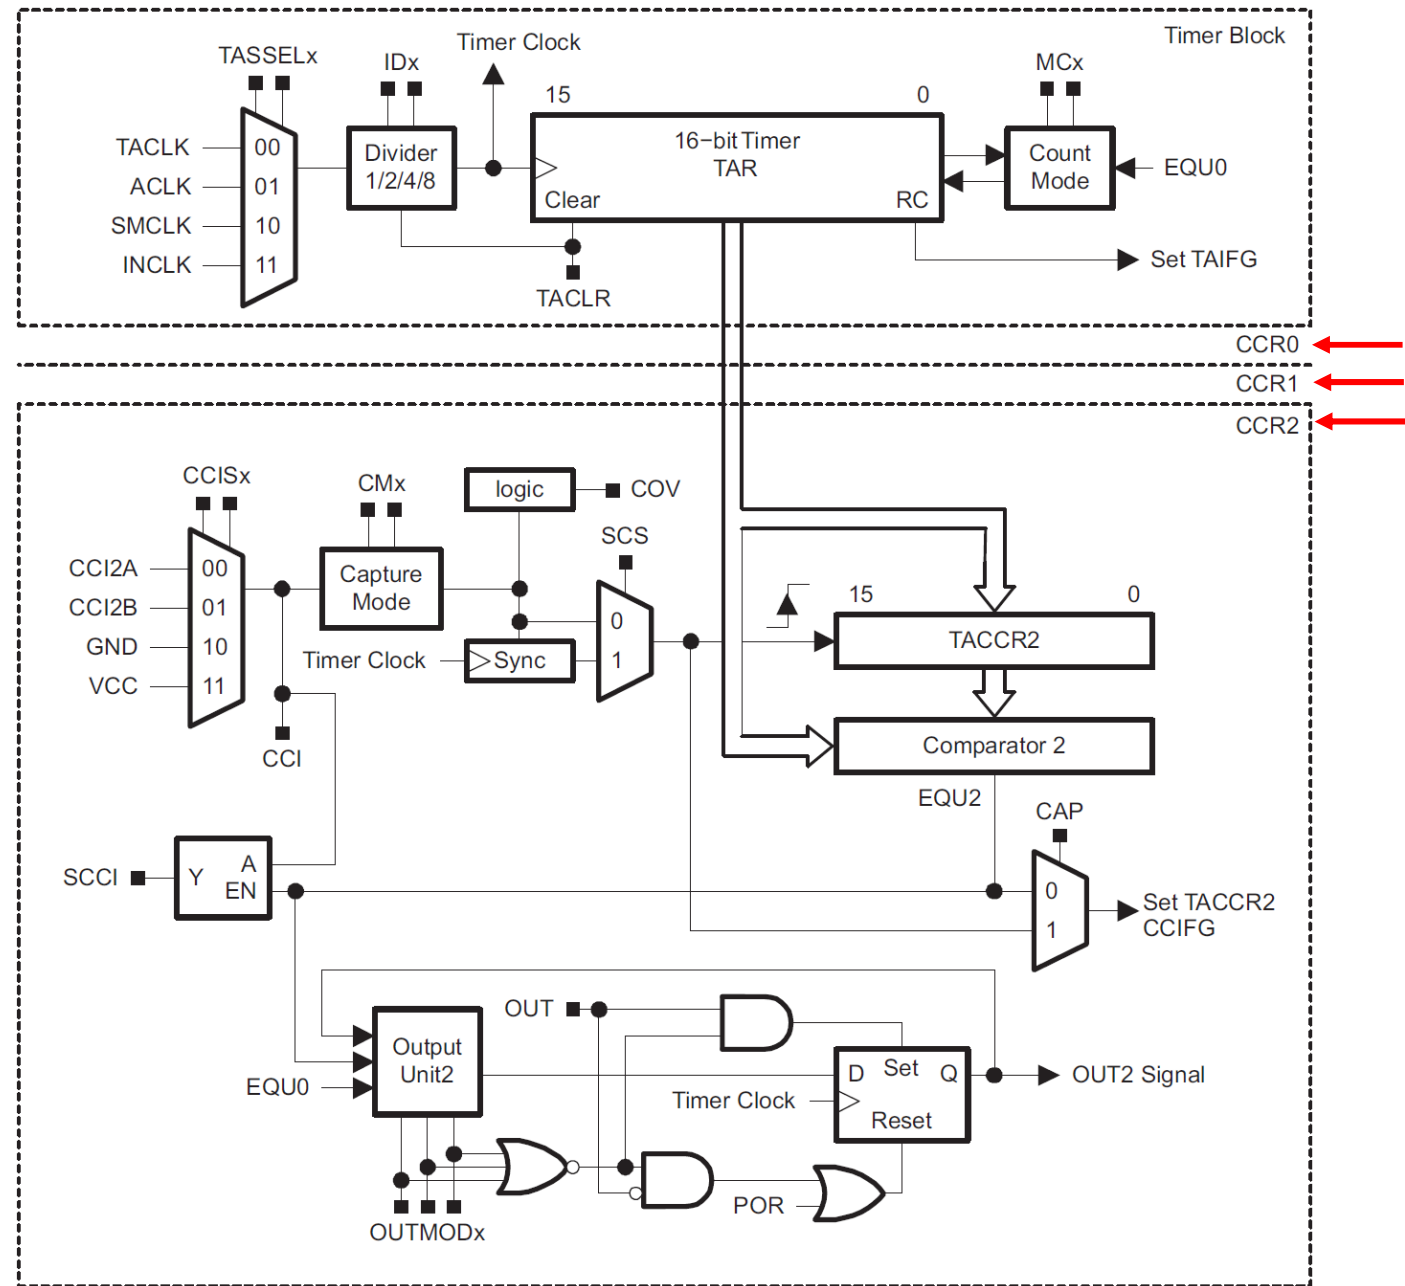 Timer Block
Timer Clock
TASSELx
IDx
MCx
15
0
TACLK
00
ACLK
01
SMCLK
10
INCLK
11
Divider
1/2/4/8
16−bit Timer
TAR
Clear
RC
Count
Mode
EQU0
Set TAIFG
TACLR
CCR0
CCR1
CCR2
CCISx
CMx
logic
COV
SCS
CCI2A
00
CCI2B
01
GND
10
VCC
11
Capture
Mode
0
1
Timer Clock
Sync
15
0
TACCR2
CCI
Comparator 2
EQU2
CAP
SCCI
Y
A
EN
0
1
Set TACCR2
CCIFG
OUT
Output
Unit2
EQU0
D
Set
Q
Reset
Timer Clock
OUT2 Signal
POR
OUTMODx